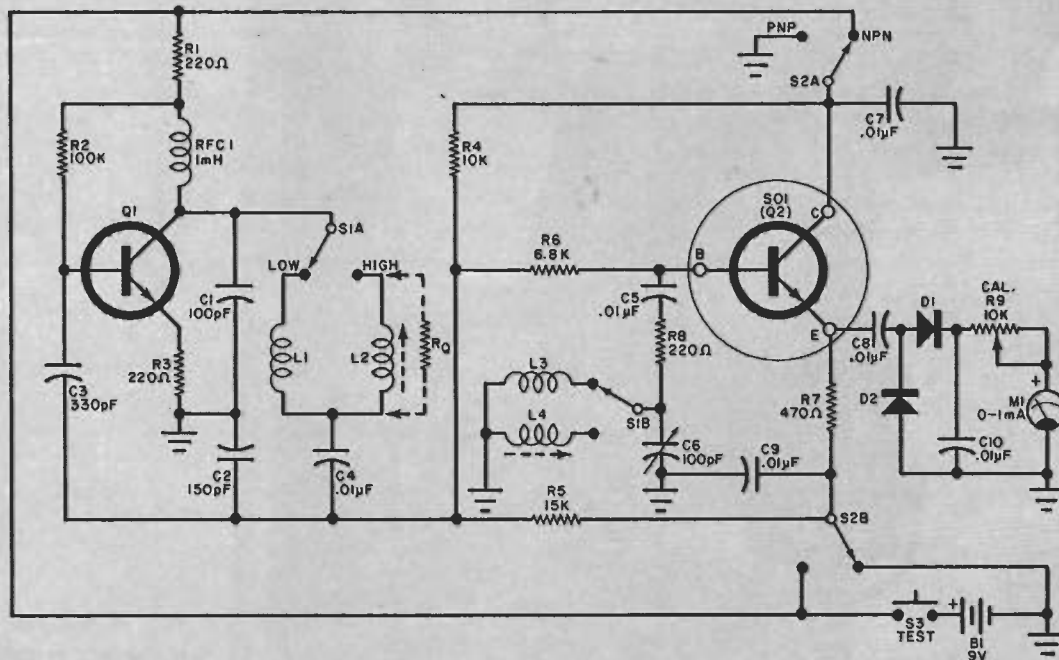 R1
220Ω
PNP
NPN
S2A
C7
.01µF
R2
100K
RFC1
1mH
R4
10K
Q1
S1A
SO1
(Q2)
C
LOW
HIGH
R6
6.8K
B
C1
100pF
C5
.01µF
D1
CAL.
R9
10K
E
C8
.01µF
L1
L2
RQ
R8
220Ω
R3
220Ω
L3
C3
330pF
R7
470Ω
D2
+
M1
0-1mA
L4
S1B
C6
100pF
C9
.01µF
C10
.01µF
C2
150pF
C4
.01µF
R5
15K
S2B
+
S3
TEST
B1
9V